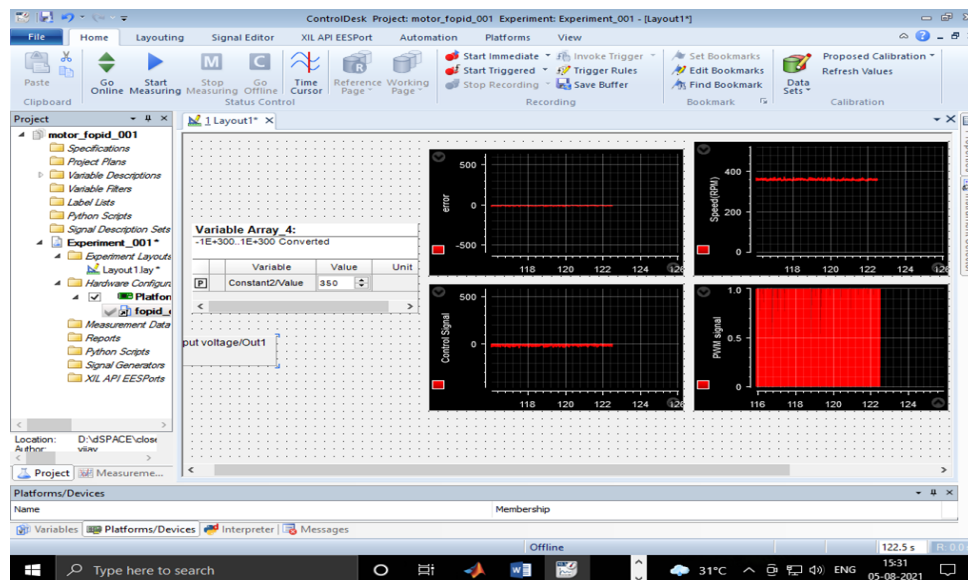 ControlDesk Project: motor_fopid_001 Experiment: Experiment_001 - [Layout1*]
File Home Layouting Signal Editor XIL API EESPort Automation Platforms View
Paste
Clipboard
Go Online
Start Measuring
Stop Measuring
Go Offline
Status Control
Time Cursor
Reference Page
Working Page
Start Immediate
Start Triggered
Stop Recording
Invoke Trigger
Trigger Rules
Save Buffer
Recording
Set Bookmarks
Edit Bookmarks
Find Bookmark
Bookmark
Data Sets
Proposed Calibration
Refresh Values
Calibration
Project
motor_fopid_001
Specifications
Project Plans
Variable Descriptions
Variable Filters
Label Lists
Python Scripts
Signal Description Sets
Experiment_001*
Experiment Layouts
Layout1.lay *
Hardware Configura
Platfor
fopid_
Measurement Data
Reports
Python Scripts
Signal Generators
XIL API EESPorts
Location: D:\dSPACE\close
Author: vijay
Project Measureme...
1 Layout1*
Variable Array_4:
-1E+300..1E+300 Converted
Variable Value Unit
P Constant2/Value 350
put voltage/Out1
error
500
0
-500
118 120 122 124 126
Speed(RPM)
400
200
0
118 120 122 124 126
Control Signal
500
0
118 120 122 124 126
PWM signal
1.0
0.5
0
116 118 120 122 124
Platforms/Devices
Name Membership
Variables Platforms/Devices Interpreter Messages
Offline 122.5 s
Type here to search
31°C ENG 15:31
05-08-2021